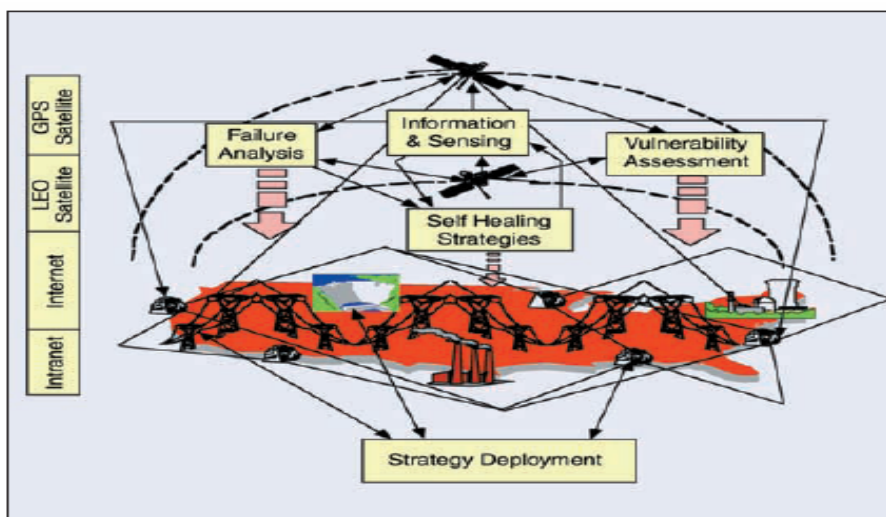 GPS
Satellite
LEO
Satellite
Internet
Intranet
Failure
Analysis
Information
& Sensing
Vulnerability
Assessment
Self Healing
Strategies
Strategy Deployment